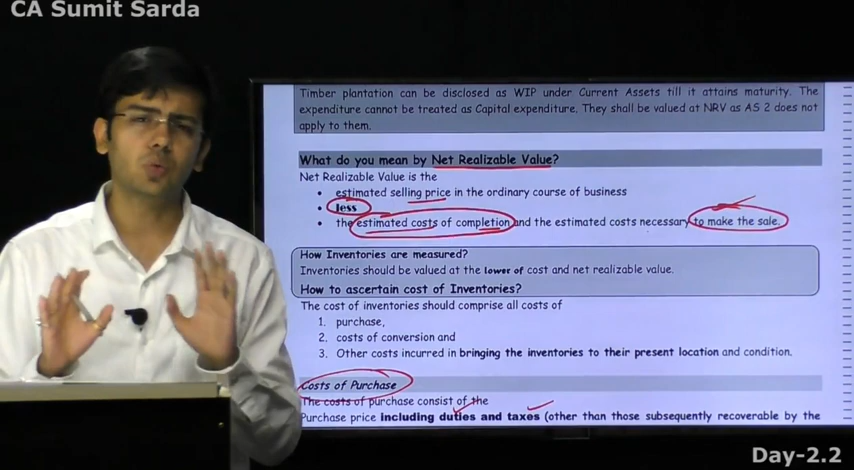 CA Sumit Sarda
Timber plantation can be disclosed as WIP under Current Assets till it attains maturity. The
expenditure cannot be treated as Capital expenditure. They shall be valued at NRV as AS 2 does not
apply to them.
What do you mean by Net Realizable Value?
Net Realizable Value is the
• estimated selling price in the ordinary course of business
• less
• the estimated costs of completion and the estimated costs necessary to make the sale.
How Inventories are measured?
Inventories should be valued at the lower of cost and net realizable value.
How to ascertain cost of Inventories?
The cost of inventories should comprise all costs of
1. purchase,
2. costs of conversion and
3. Other costs incurred in bringing the inventories to their present location and condition.
Costs of Purchase
The costs of purchase consist of the
Purchase price including duties and taxes (other than those subsequently recoverable by the
Day-2.2